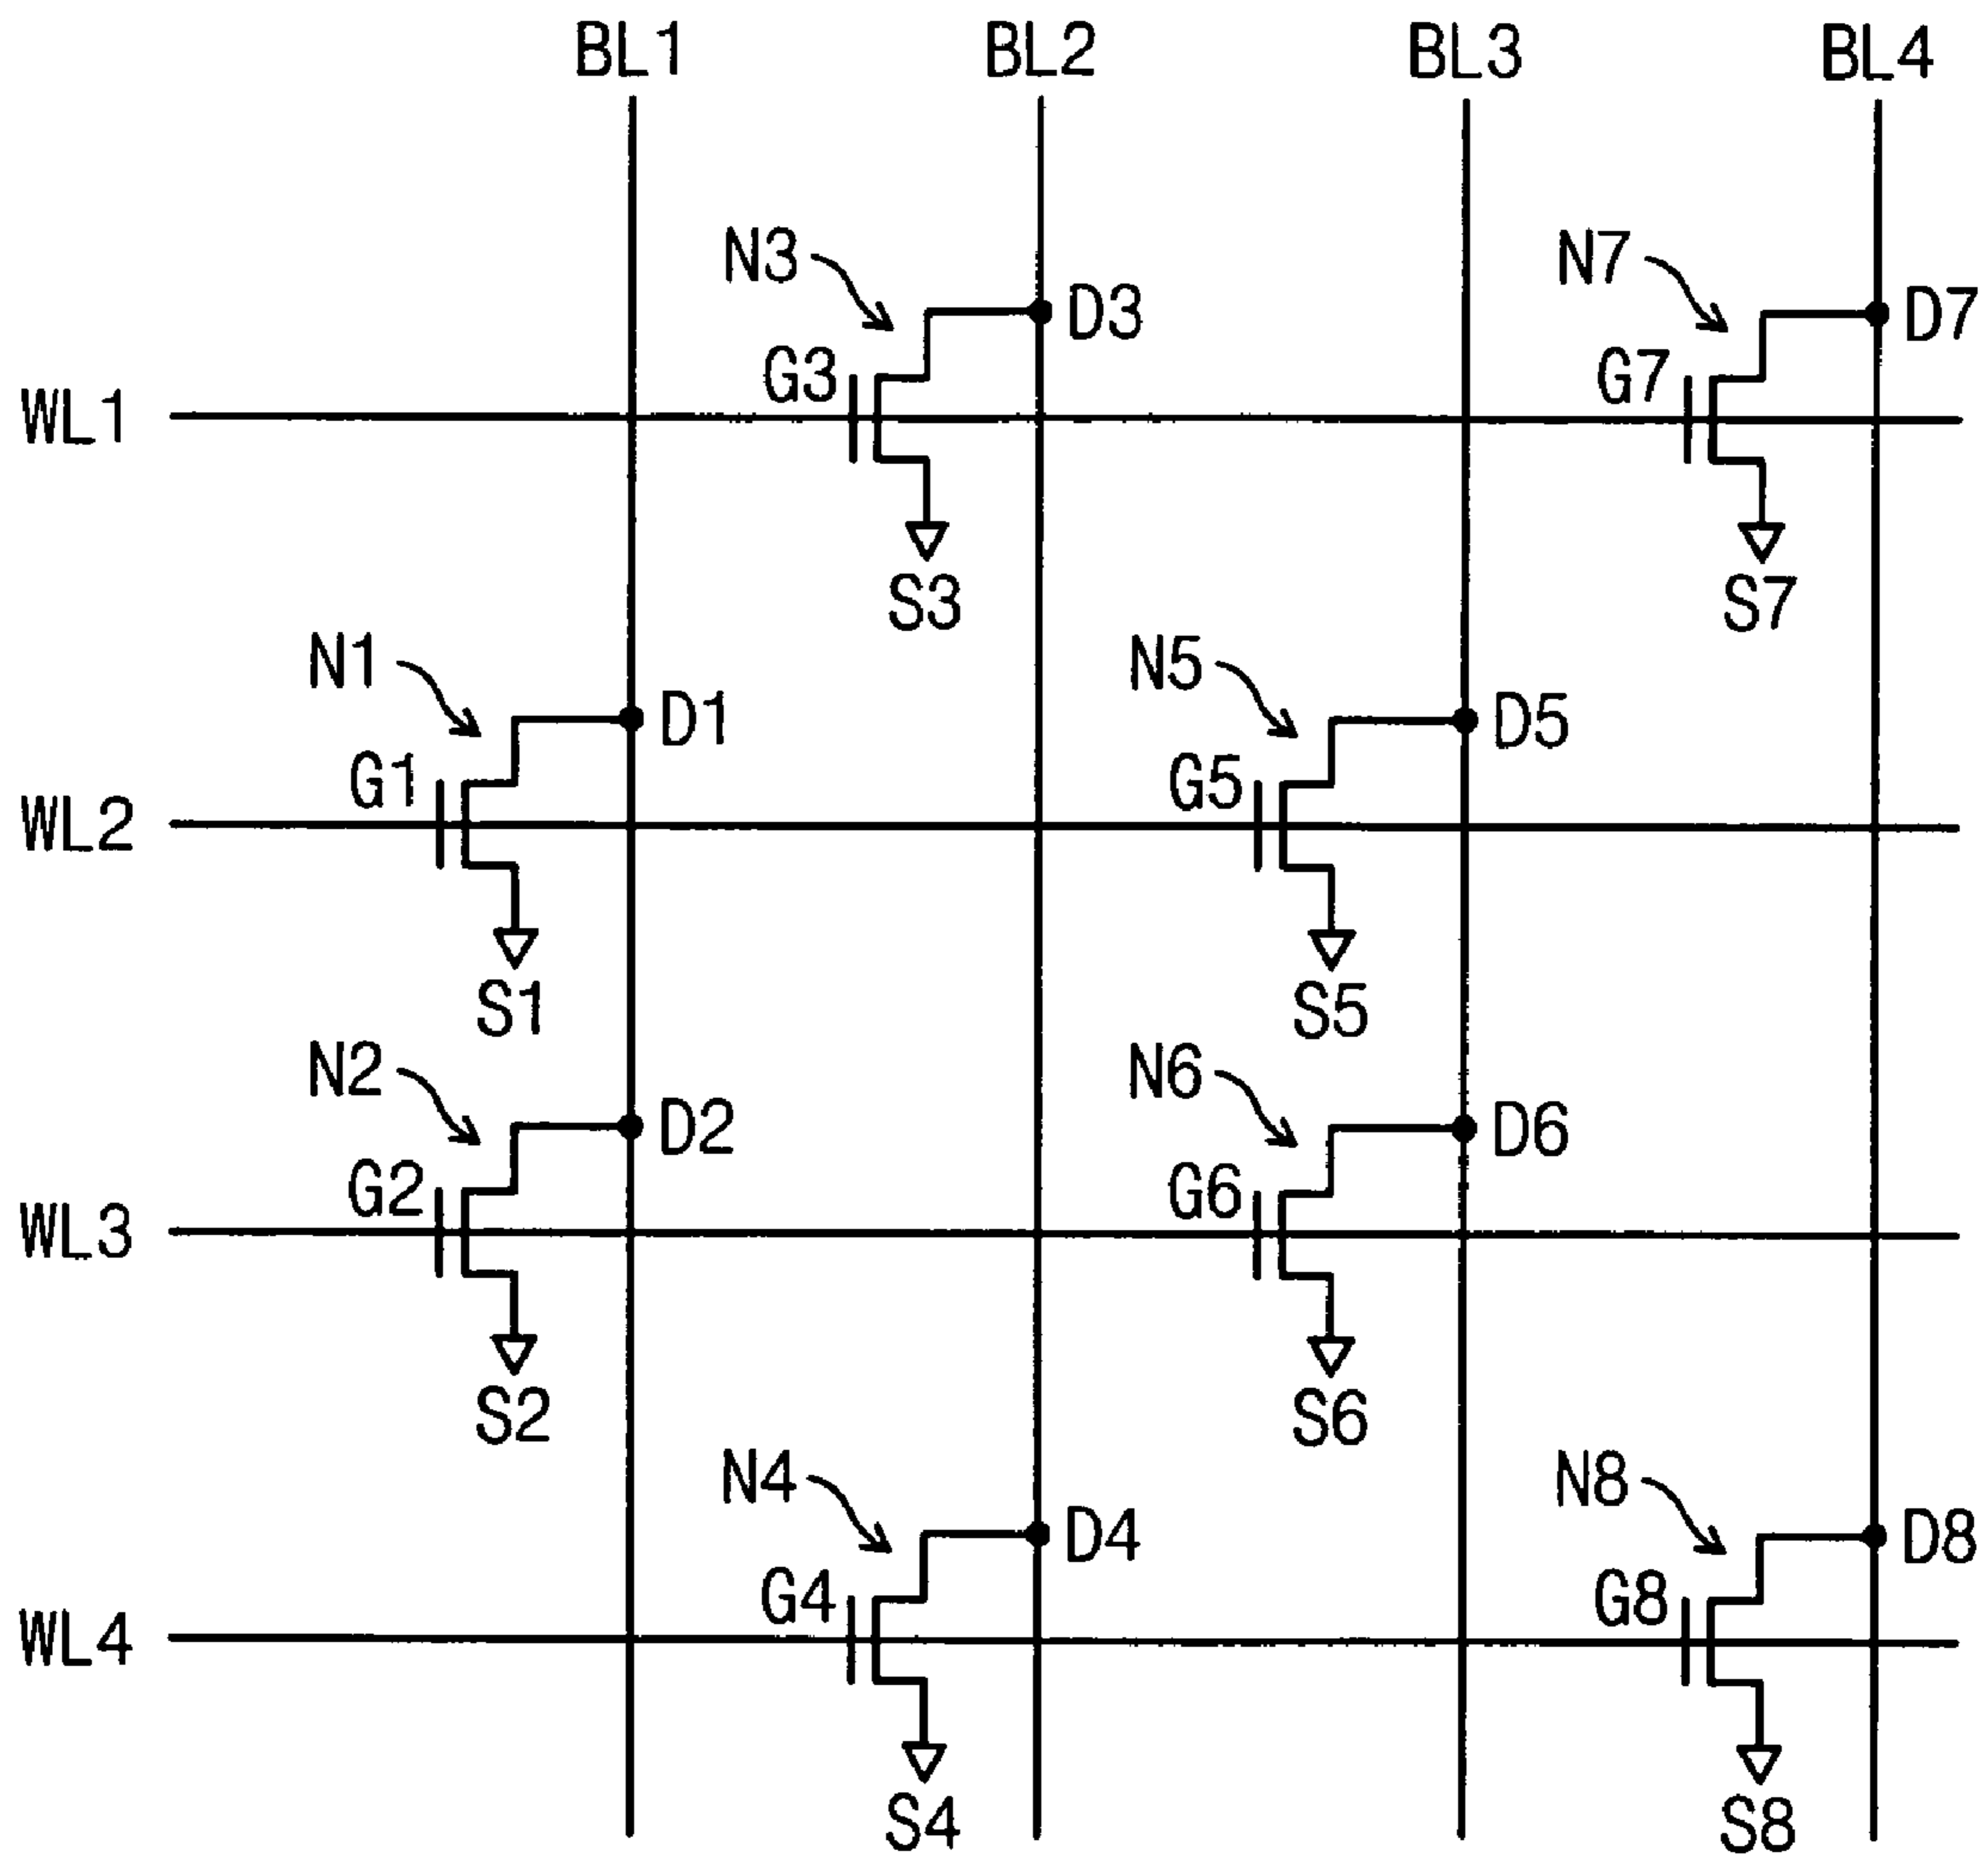 BL1 BL2 BL3 BL4
N3 N7
D3 D7
G3 G7
WL1
S3 S7
N1 N5
D1 D5
G1 G5
WL2
S1 S5
N2 N6
D2 D6
G2 G6
WL3
S2 S6
N4 N8
D4 D8
G4 G8
WL4
S4 S8